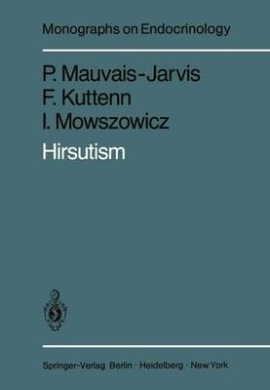 Monographs on Endocrinology
P. Mauvais-Jarvis
F. Kuttenn
I. Mowszowicz
Hirsutism
Springer-Verlag Berlin · Heidelberg · New York